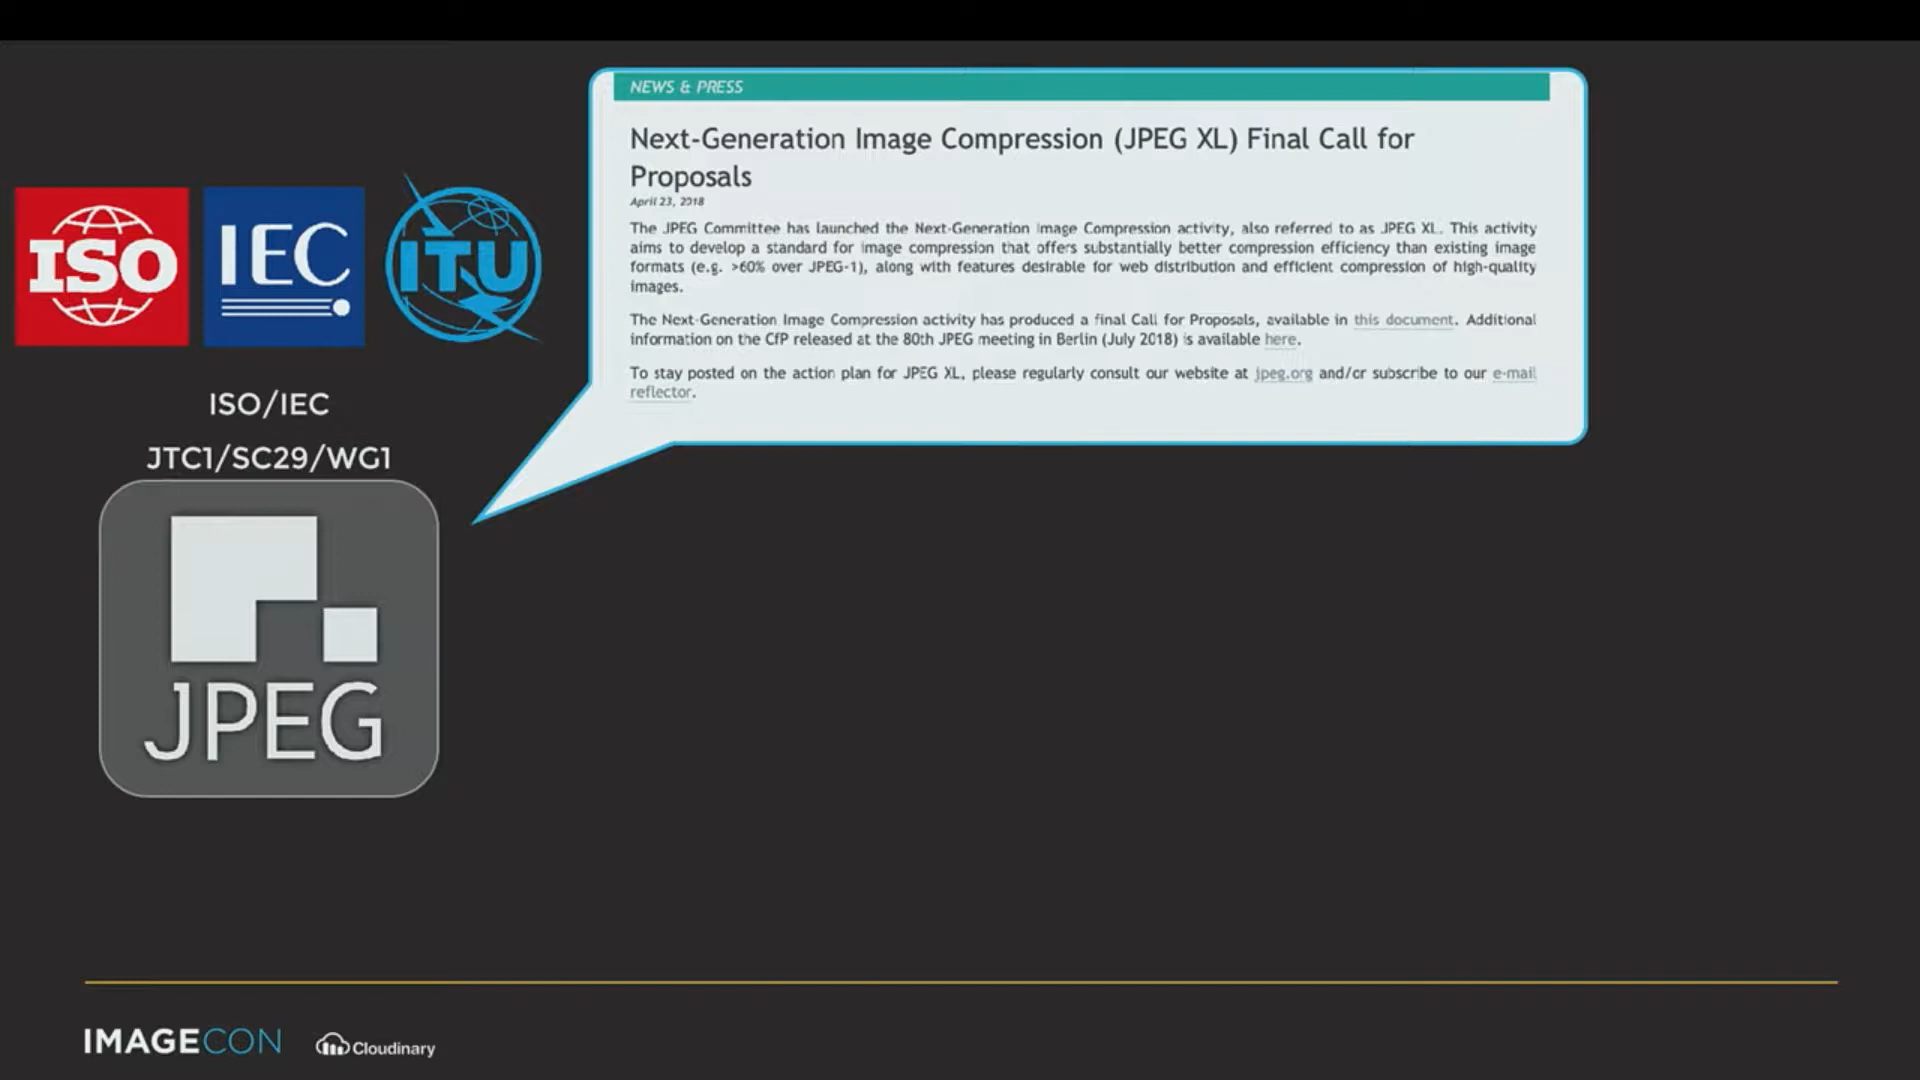 ISO
IEC
ITU
ISO/IEC
JTC1/SC29/WG1
JPEG
NEWS & PRESS
Next-Generation Image Compression (JPEG XL) Final Call for
Proposals
April 23, 2018
The JPEG Committee has launched the Next-Generation Image Compression activity, also referred to as JPEG XL. This activity
aims to develop a standard for image compression that offers substantially better compression efficiency than existing image
formats (e.g. >60% over JPEG-1), along with features desirable for web distribution and efficient compression of high-quality
images.
The Next-Generation Image Compression activity has produced a final Call for Proposals, available in this document. Additional
information on the CfP released at the 80th JPEG meeting in Berlin (July 2018) is available here.
To stay posted on the action plan for JPEG XL, please regularly consult our website at jpeg.org and/or subscribe to our e-mail
reflector.
IMAGECON
Cloudinary